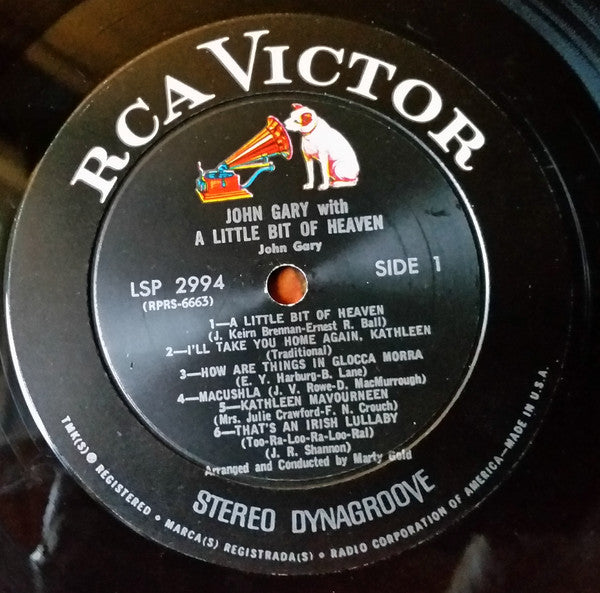 RCA VICTOR
JOHN GARY with
A LITTLE BIT OF HEAVEN
John Gary
LSP 2994
(RPRS-6663)
SIDE 1
1—A LITTLE BIT OF HEAVEN
(J. Keirn Brennan-Ernest R. Ball)
2—I'LL TAKE YOU HOME AGAIN, KATHLEEN
(Traditional)
3—HOW ARE THINGS IN GLOCCA MORRA
(E. Y. Harburg-B. Lane)
4—MACUSHLA (J. V. Rowe-D. MacMurrough)
5—KATHLEEN MAVOURNEEN
(Mrs. Julie Crawford-F. N. Crouch)
6—THAT'S AN IRISH LULLABY
(Too-Ra-Loo-Ra-Loo-Ral)
(J. R. Shannon)
Arranged and Conducted by Marty Gold
STEREO DYNAGROOVE
TMK(S) ® REGISTERED • MARCA(S) REGISTRADA(S) • RADIO CORPORATION OF AMERICA—MADE IN U.S.A.